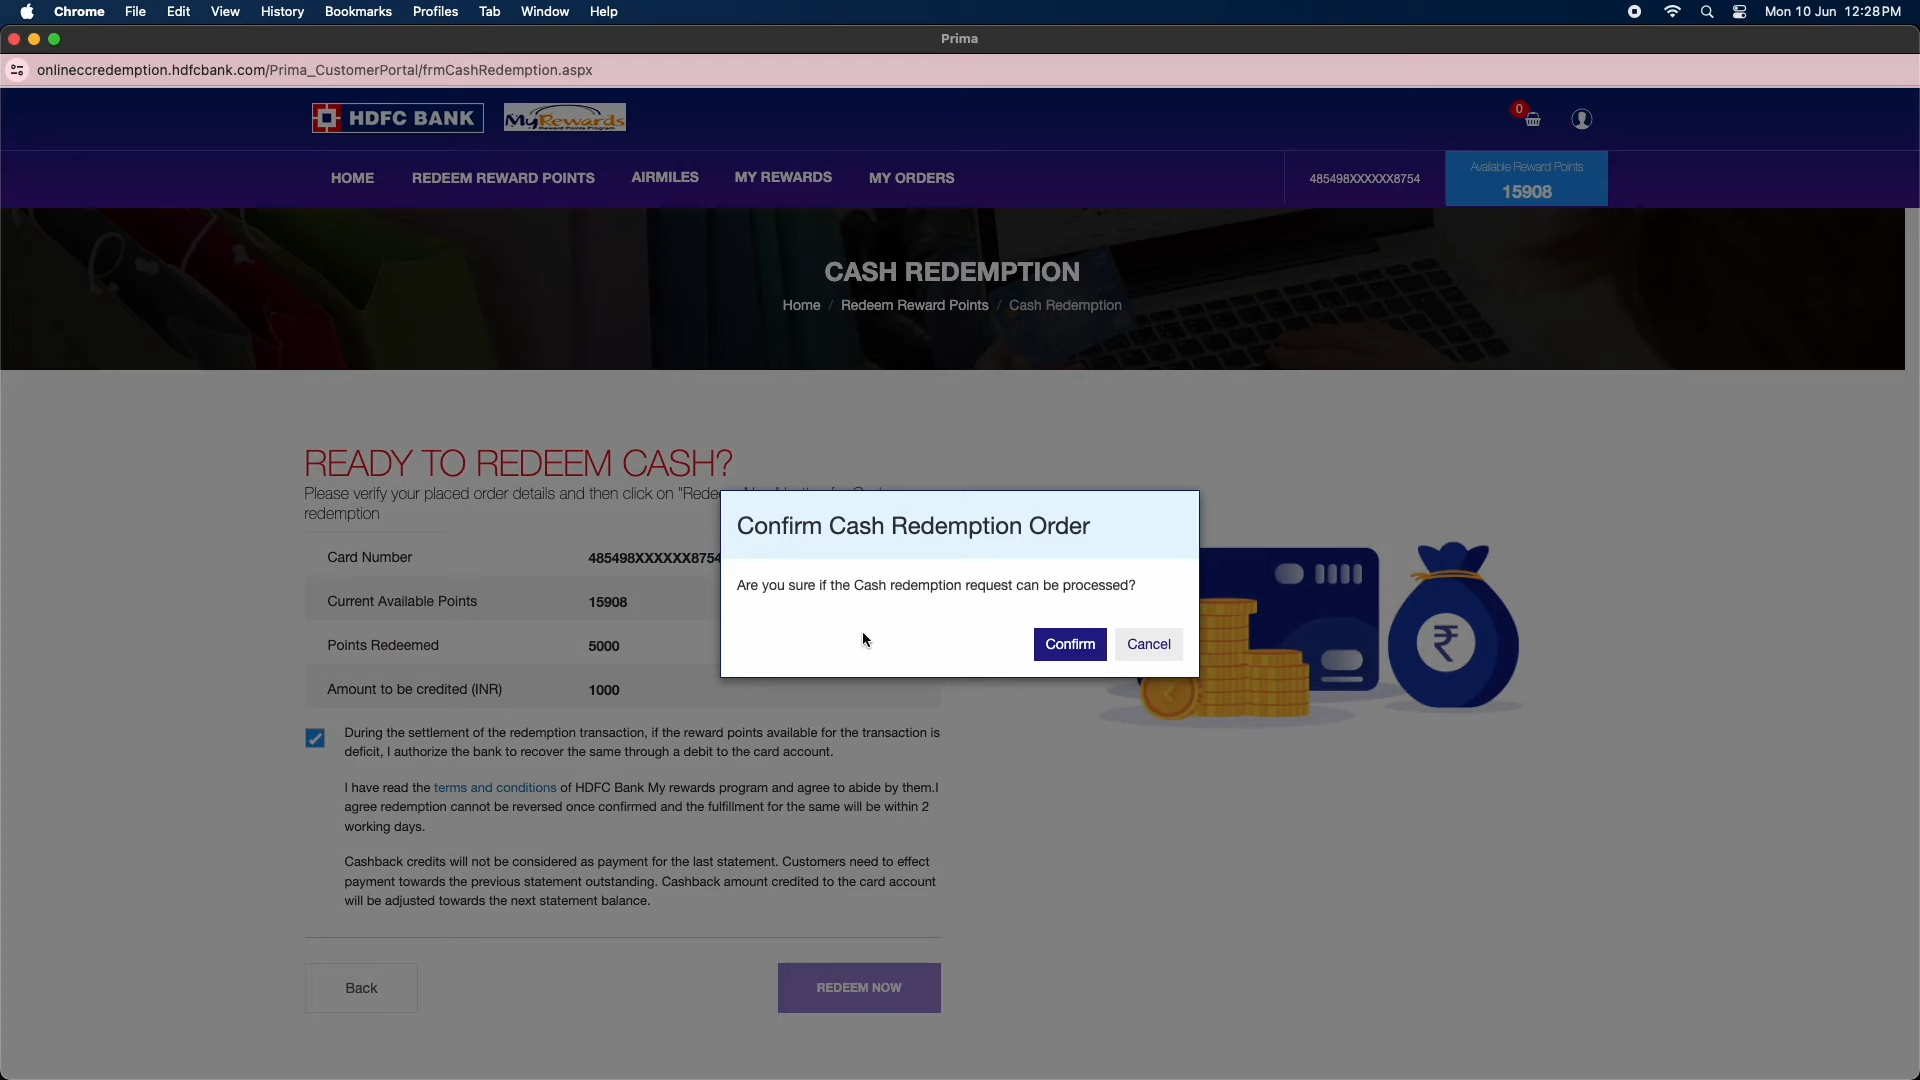 Chrome File Edit View History Bookmarks Profiles Tab Window Help Mon 10 Jun 12:28 PM
Prima
onlineccredemption.hdfcbank.com/Prima_CustomerPortal/frmCashRedemption.aspx
HDFC BANK MyRewards 0
Reward Points Program
HOME REDEEM REWARD POINTS AIRMILES MY REWARDS MY ORDERS 485498XXXXXX8754 Available Reward Points
15908
CASH REDEMPTION
Home / Redeem Reward Points / Cash Redemption
READY TO REDEEM CASH?
Please verify your placed order details and then click on "Rede
redemption
Confirm Cash Redemption Order
Are you sure if the Cash redemption request can be processed?
Confirm Cancel
Card Number 485498XXXXXX8754
Current Available Points 15908
Points Redeemed 5000
Amount to be credited (INR) 1000
During the settlement of the redemption transaction, if the reward points available for the transaction is
deficit, I authorize the bank to recover the same through a debit to the card account.
I have read the terms and conditions of HDFC Bank My rewards program and agree to abide by them.I
agree redemption cannot be reversed once confirmed and the fulfillment for the same will be within 2
working days.
Cashback credits will not be considered as payment for the last statement. Customers need to effect
payment towards the previous statement outstanding. Cashback amount credited to the card account
will be adjusted towards the next statement balance.
Back REDEEM NOW
₹